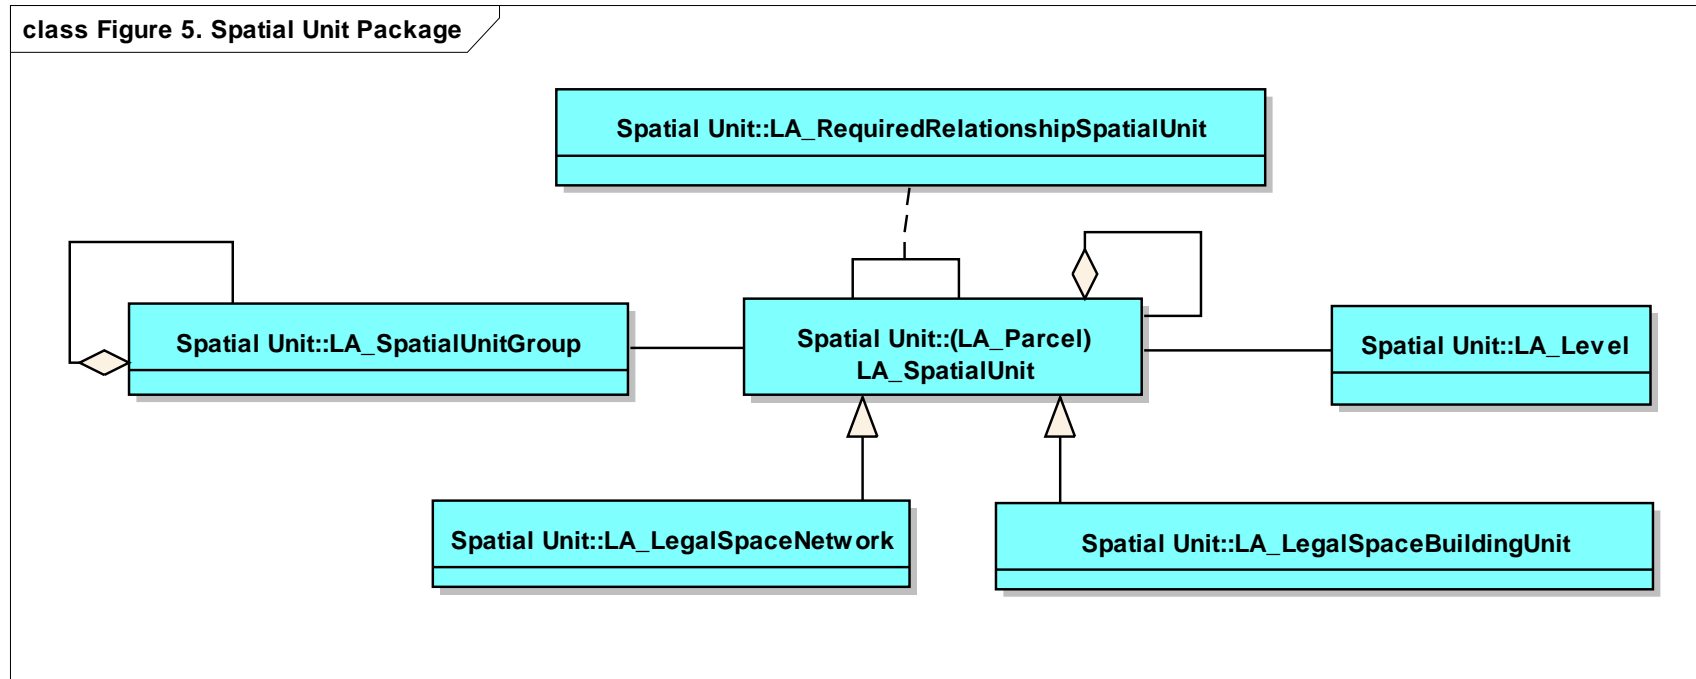 class Figure 5. Spatial Unit Package
Spatial Unit::LA_RequiredRelationshipSpatialUnit
Spatial Unit::LA_SpatialUnitGroup
Spatial Unit::(LA_Parcel)
LA_SpatialUnit
Spatial Unit::LA_Level
Spatial Unit::LA_LegalSpaceNetwork
Spatial Unit::LA_LegalSpaceBuildingUnit